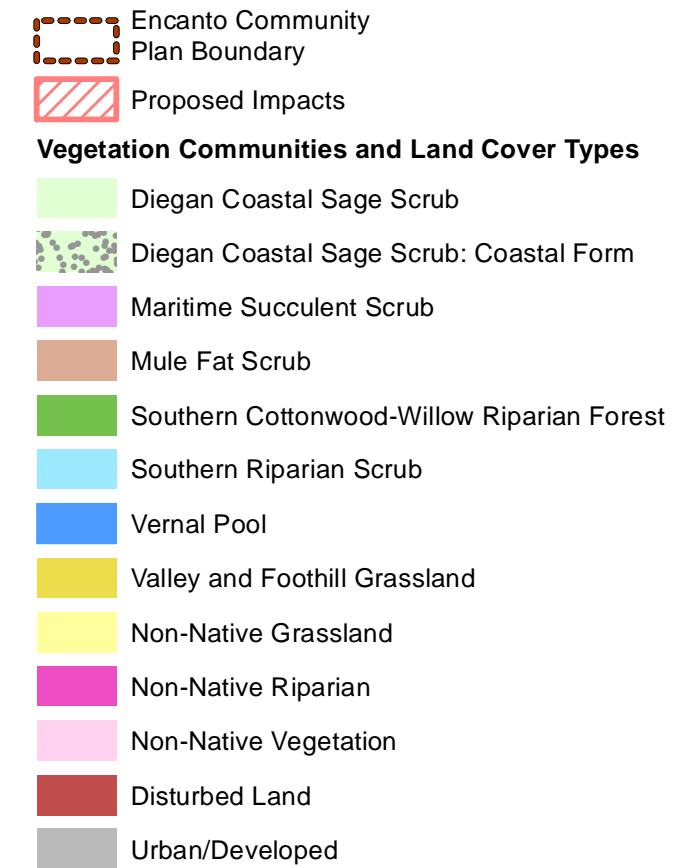 Encanto Community
Plan Boundary
Proposed Impacts
Vegetation Communities and Land Cover Types
Diegan Coastal Sage Scrub
Diegan Coastal Sage Scrub: Coastal Form
Maritime Succulent Scrub
Mule Fat Scrub
Southern Cottonwood-Willow Riparian Forest
Southern Riparian Scrub
Vernal Pool
Valley and Foothill Grassland
Non-Native Grassland
Non-Native Riparian
Non-Native Vegetation
Disturbed Land
Urban/Developed